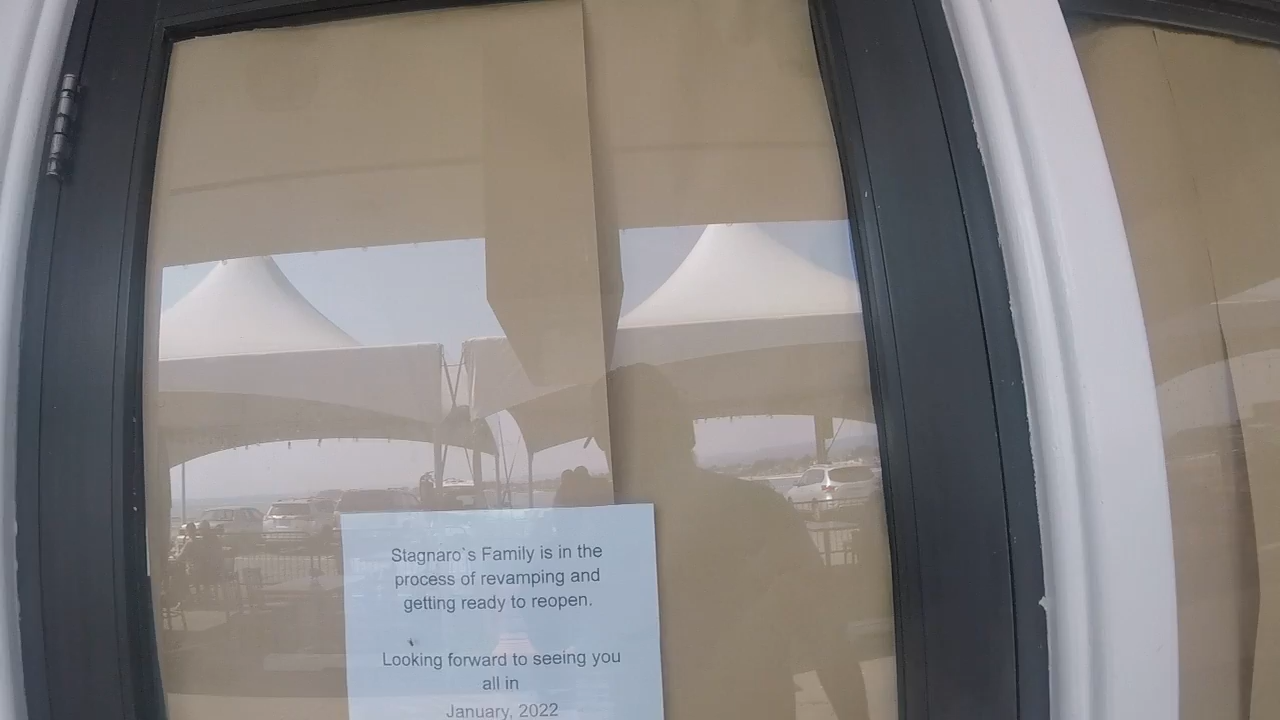 Stagnaro`s Family is in the
process of revamping and
getting ready to reopen.
Looking forward to seeing you
all in
January, 2022